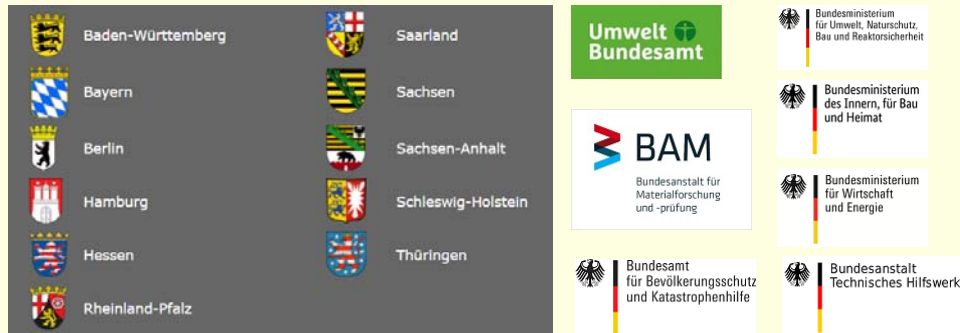 Baden-Württemberg
Bayern
Berlin
Hamburg
Hessen
Rheinland-Pfalz
Saarland
Sachsen
Sachsen-Anhalt
Schleswig-Holstein
Thüringen
Umwelt
Bundesamt
BAM
Bundesanstalt für
Materialforschung
und -prüfung
Bundesamt
für Bevölkerungsschutz
und Katastrophenhilfe
Bundesministerium
für Umwelt, Naturschutz,
Bau und Reaktorsicherheit
Bundesministerium
des Innern, für Bau
und Heimat
Bundesministerium
für Wirtschaft
und Energie
Bundesanstalt
Technisches Hilfswerk